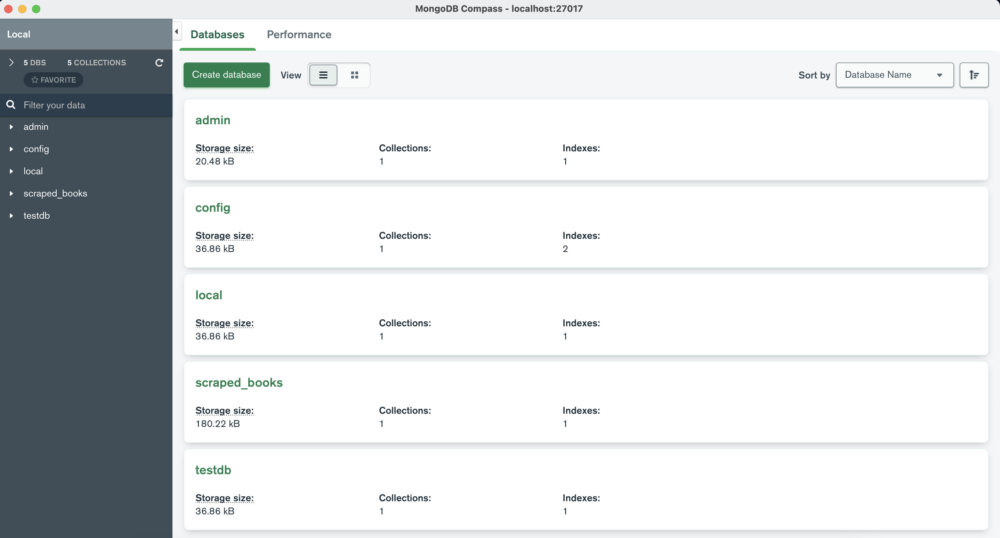 MongoDB Compass - localhost:27017
Local
5 DBS 5 COLLECTIONS
FAVORITE
Filter your data
admin
config
local
scraped_books
testdb
Databases Performance
Create database View Sort by Database Name
admin
Storage size: Collections: Indexes:
20.48 kB 1 1
config
Storage size: Collections: Indexes:
36.86 kB 1 2
local
Storage size: Collections: Indexes:
36.86 kB 1 1
scraped_books
Storage size: Collections: Indexes:
180.22 kB 1 1
testdb
Storage size: Collections: Indexes:
36.86 kB 1 1